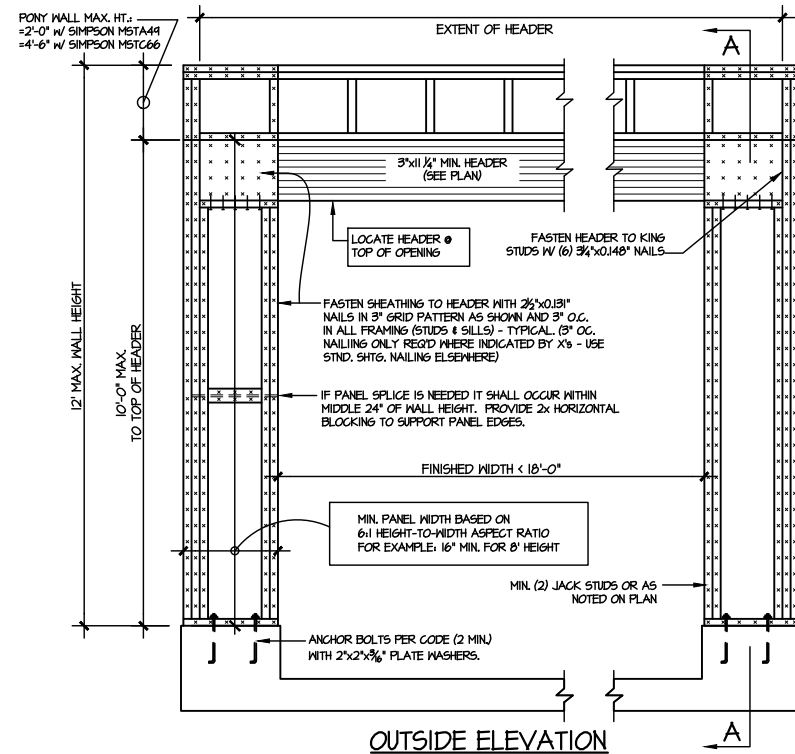 PONY WALL MAX. HT.:
=2'-0" W/ SIMPSON MSTA49
=4'-6" W/ SIMPSON MSTC66
EXTENT OF HEADER
A
3"x11 1/4" MIN. HEADER
(SEE PLAN)
LOCATE HEADER @
TOP OF OPENING
FASTEN HEADER TO KING
STUDS W/ (6) 3 1/4"x0.148" NAILS
FASTEN SHEATHING TO HEADER WITH 2 1/2"x0.131"
NAILS IN 3" GRID PATTERN AS SHOWN AND 3" O.C.
IN ALL FRAMING (STUDS & SILLS) - TYPICAL. (3" OC.
NAILIING ONLY REQ'D WHERE INDICATED BY X's - USE
STND. SHTG. NAILING ELSEWHERE)
12' MAX. WALL HEIGHT
10'-0" MAX.
TO TOP OF HEADER
IF PANEL SPLICE IS NEEDED IT SHALL OCCUR WITHIN
MIDDLE 24" OF WALL HEIGHT. PROVIDE 2x HORIZONTAL
BLOCKING TO SUPPORT PANEL EDGES.
FINISHED WIDTH < 18'-0"
MIN. PANEL WIDTH BASED ON
6:1 HEIGHT-TO-WIDTH ASPECT RATIO
FOR EXAMPLE: 16" MIN. FOR 8' HEIGHT
MIN. (2) JACK STUDS OR AS
NOTED ON PLAN
ANCHOR BOLTS PER CODE (2 MIN.)
WITH 2"x2"x3/16" PLATE WASHERS.
A
OUTSIDE ELEVATION